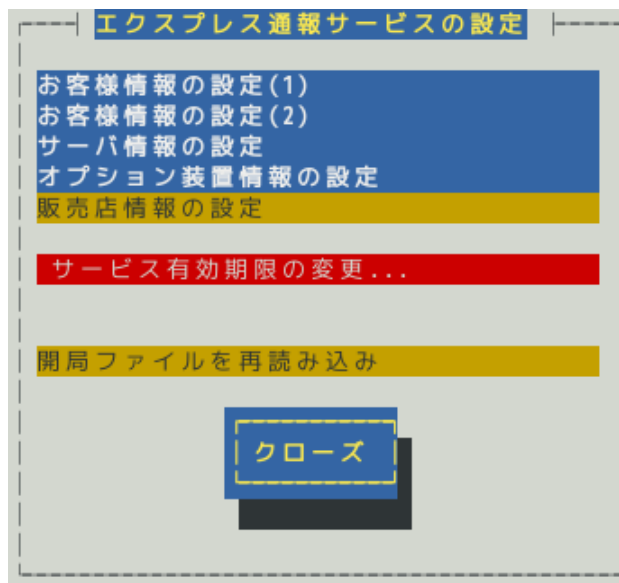 エクスプレス通報サービスの設定
お客様情報の設定(1)
お客様情報の設定(2)
サーバ情報の設定
オプション装置情報の設定
販売店情報の設定
サービス有効期限の変更...
開局ファイルを再読み込み
クローズ